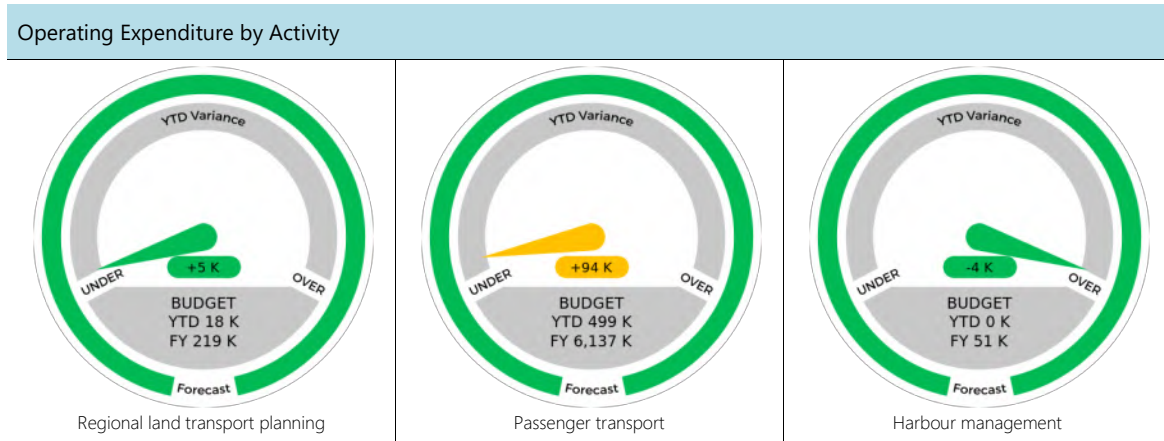 Operating Expenditure by Activity
YTD Variance
+5 K
UNDER
OVER
BUDGET
YTD 18 K
FY 219 K
Forecast
Regional land transport planning
YTD Variance
+94 K
UNDER
OVER
BUDGET
YTD 499 K
FY 6,137 K
Forecast
Passenger transport
YTD Variance
-4 K
UNDER
OVER
BUDGET
YTD 0 K
FY 51 K
Forecast
Harbour management